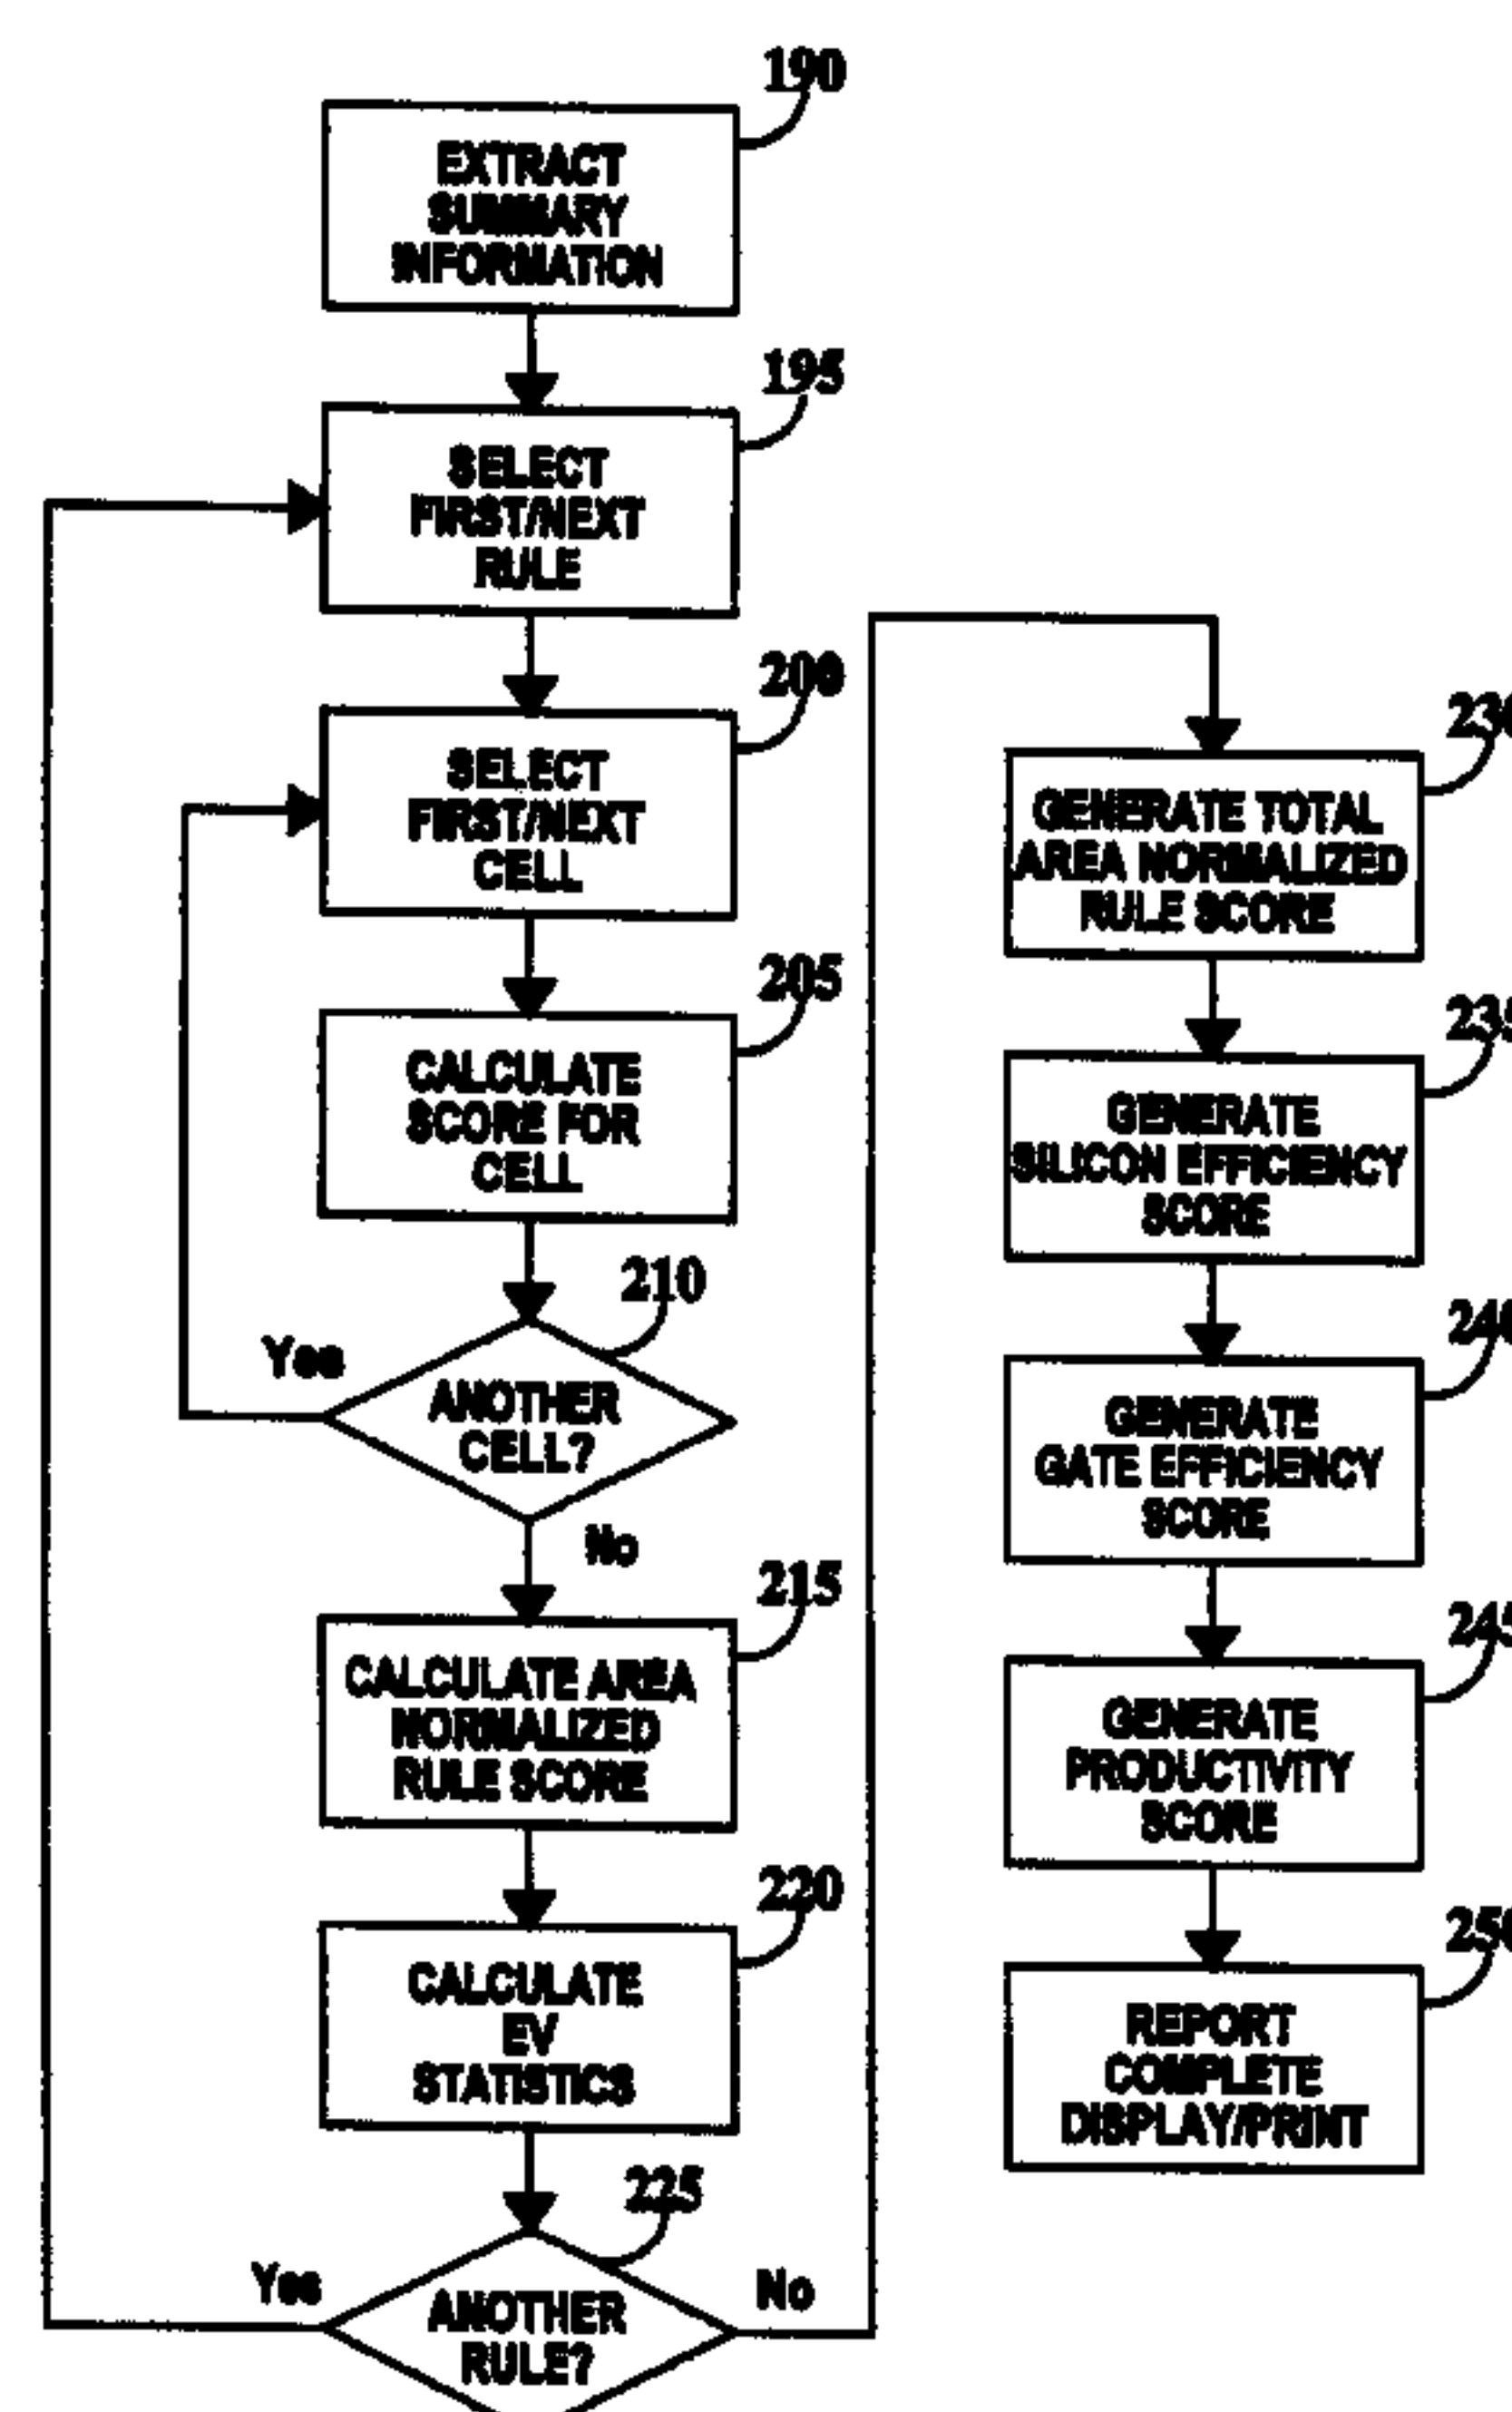 190
EXTRACT
SUMMARY
INFORMATION
195
SELECT
FIRST/NEXT
RULE
200
SELECT
FIRST/NEXT
CELL
205
CALCULATE
SCORE FOR
CELL
210
Yes
ANOTHER
CELL?
No
215
CALCULATE AREA
NORMALIZED
RULE SCORE
220
CALCULATE
EV
STATISTICS
225
Yes
ANOTHER
RULE?
No
GENERATE TOTAL
AREA NORMALIZED
RULE SCORE
GENERATE
SILICON EFFICIENCY
SCORE
GENERATE
GATE EFFICIENCY
SCORE
GENERATE
PRODUCTIVITY
SCORE
REPORT
COMPLETE
DISPLAY/PRINT